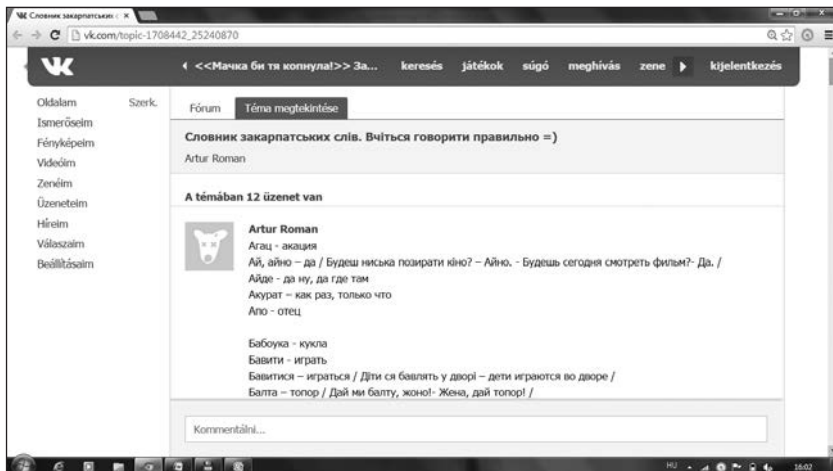 Словник закарпатських с
vk.com/topic-1708442_25240870
<<Мачка би тя копнула!>> За... keresés játékok súgó meghívás zene kijelentkezés
Oldalam Szerk.
Ismerőseim
Fényképeim
Videóim
Zenéim
Üzeneteim
Híreim
Válaszaim
Beállításaim
Fórum Téma megtekintése
Словник закарпатських слів. Вчіться говорити правильно =)
Artur Roman
A témában 12 üzenet van
Artur Roman
Агац - акация
Ай, айно – да / Будеш ниська позирати кіно? – Айно. - Будешь сегодня смотреть фильм?- Да. /
Айде - да ну, да где там
Акурат – как раз, только что
Апо - отец
Бабоука - кукла
Бавити - играть
Бавитися – играться / Діти ся бавлять у дворі – дети играются во дворе /
Балта – топор / Дай ми балту, жоно!- Жена, дай топор! /
Kommentálni...
HU 16:02